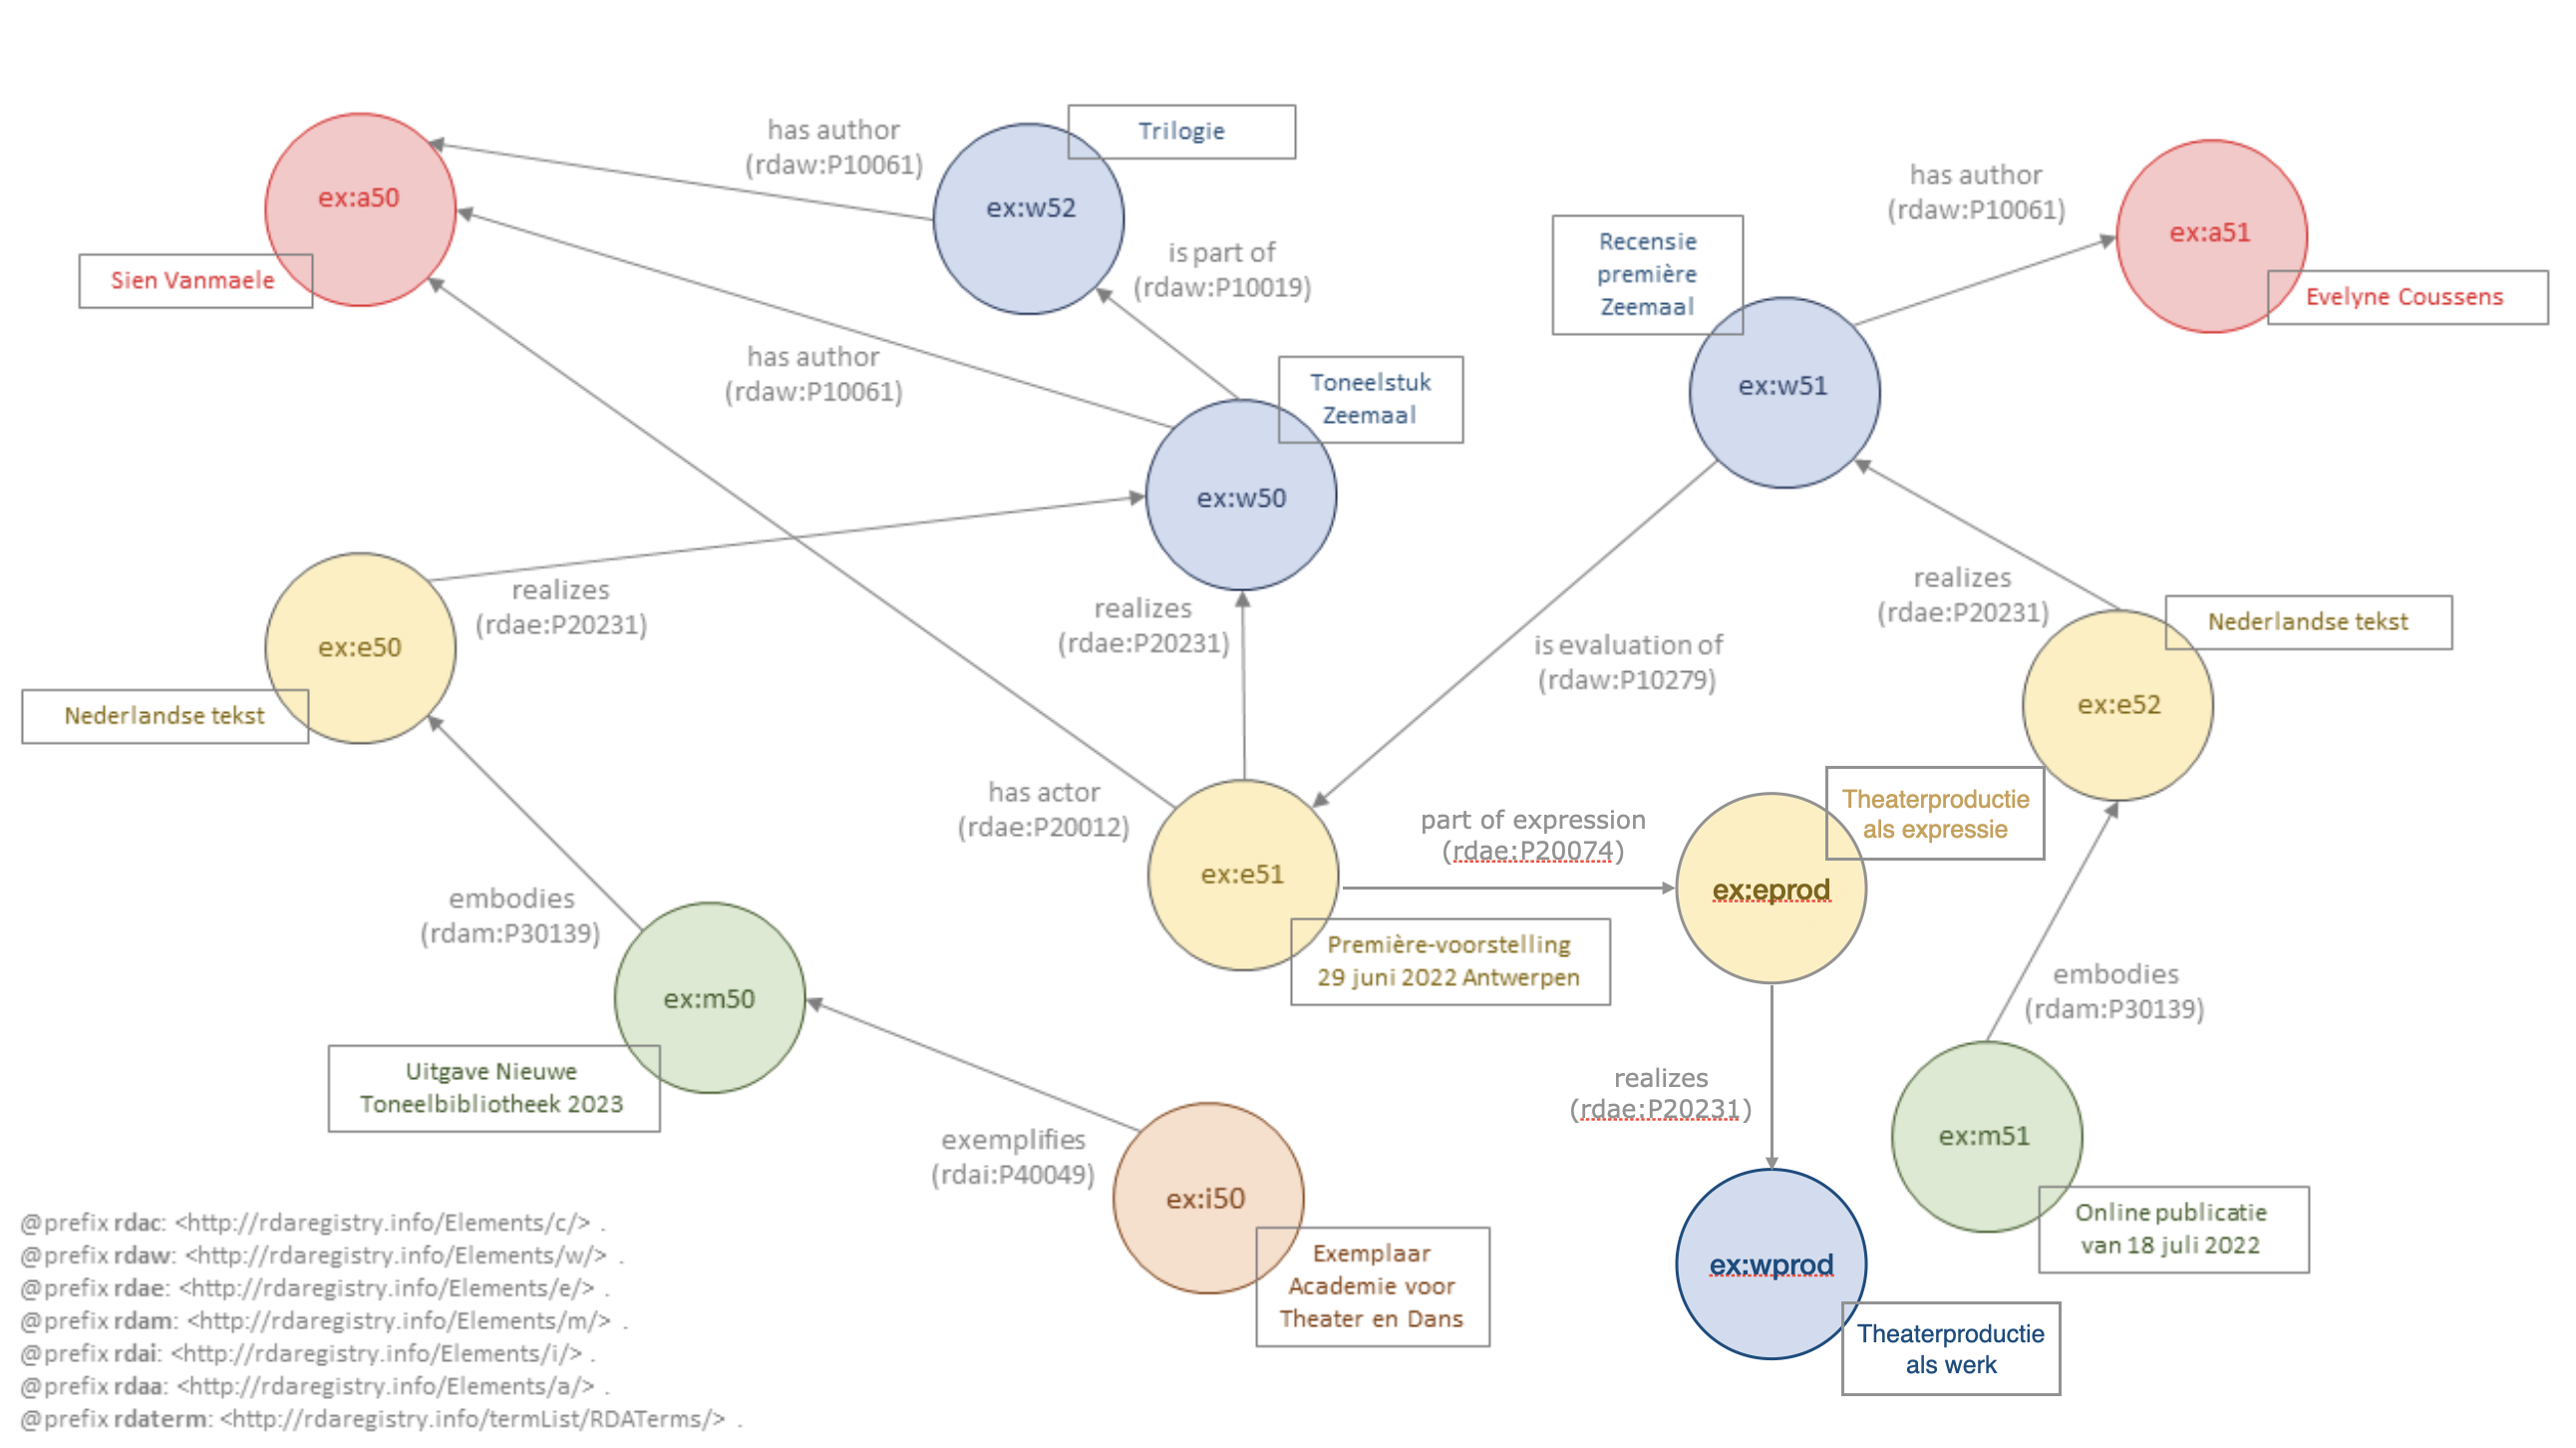 has author
(rdaw:P10061)
Trilogie
ex:a50
ex:w52
Sien Vanmaele
is part of
(rdaw:P10019)
has author
(rdaw:P10061)
Toneelstuk
Zeemaal
ex:w50
has author
(rdaw:P10061)
ex:a51
Evelyne Coussens
Recensie
première
Zeemaal
ex:w51
realizes
(rdae:P20231)
ex:e50
Nederlandse tekst
realizes
(rdae:P20231)
is evaluation of
(rdaw:P10279)
realizes
(rdae:P20231)
Nederlandse tekst
ex:e52
has actor
(rdae:P20012)
ex:e51
Première-voorstelling
29 juni 2022 Antwerpen
part of expression
(rdae:P20074)
Theaterproductie
als expressie
ex:eprod
embodies
(rdam:P30139)
ex:m50
Uitgave Nieuwe
Toneelbibliotheek 2023
embodies
(rdam:P30139)
ex:m51
Online publicatie
van 18 juli 2022
exemplifies
(rdai:P40049)
ex:i50
Exemplaar
Academie voor
Theater en Dans
realizes
(rdae:P20231)
ex:wprod
Theaterproductie
als werk
@prefix rdac: <http://rdaregistry.info/Elements/c/> .
@prefix rdaw: <http://rdaregistry.info/Elements/w/> .
@prefix rdae: <http://rdaregistry.info/Elements/e/> .
@prefix rdam: <http://rdaregistry.info/Elements/m/> .
@prefix rdai: <http://rdaregistry.info/Elements/i/> .
@prefix rdaa: <http://rdaregistry.info/Elements/a/> .
@prefix rdaterm: <http://rdaregistry.info/termList/RDATerms/> .